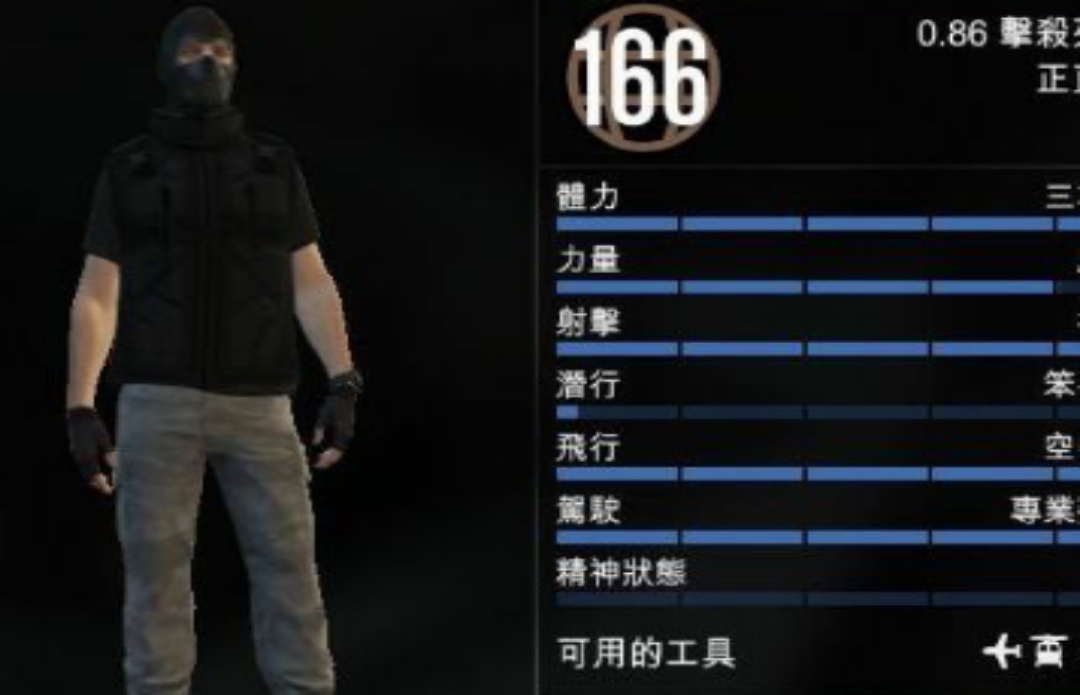 166
0.86 擊殺
正
體力 三
力量
射擊
潛行 笨
飛行 空
駕駛 專業
精神狀態
可用的工具